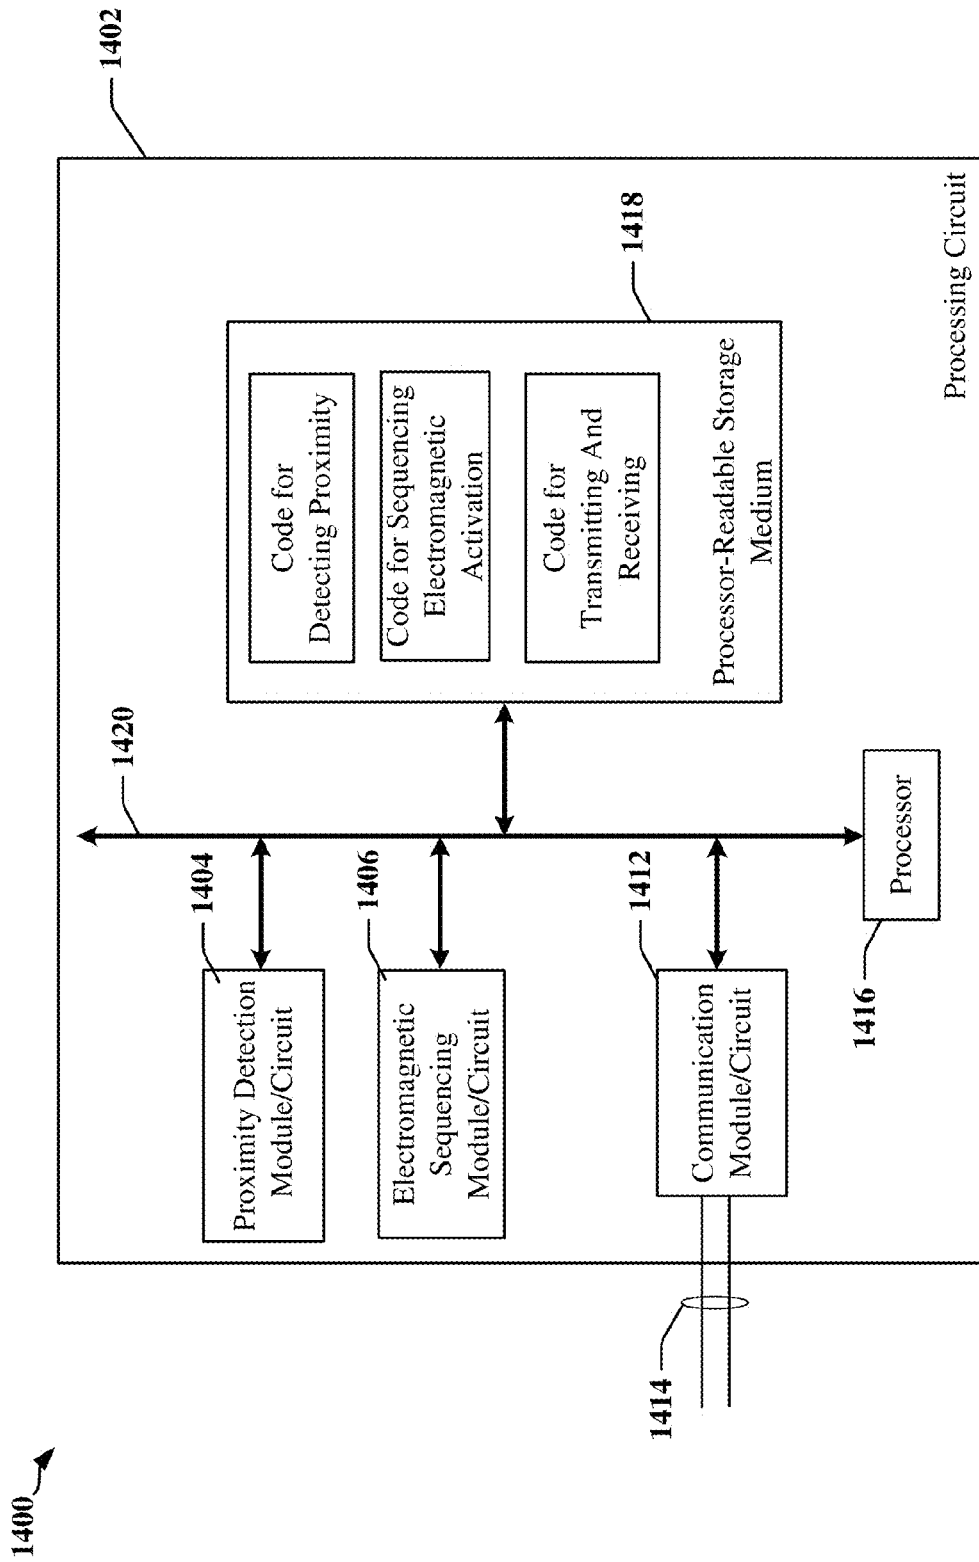 1400
1402
1404
Proximity Detection
Module/Circuit
1406
Electromagnetic
Sequencing
Module/Circuit
1412
Communication
Module/Circuit
1414
1420
1416
Processor
1418
Code for
Detecting Proximity
Code for Sequencing
Electromagnetic
Activation
Code for
Transmitting And
Receiving
Processor-Readable Storage
Medium
Processing Circuit